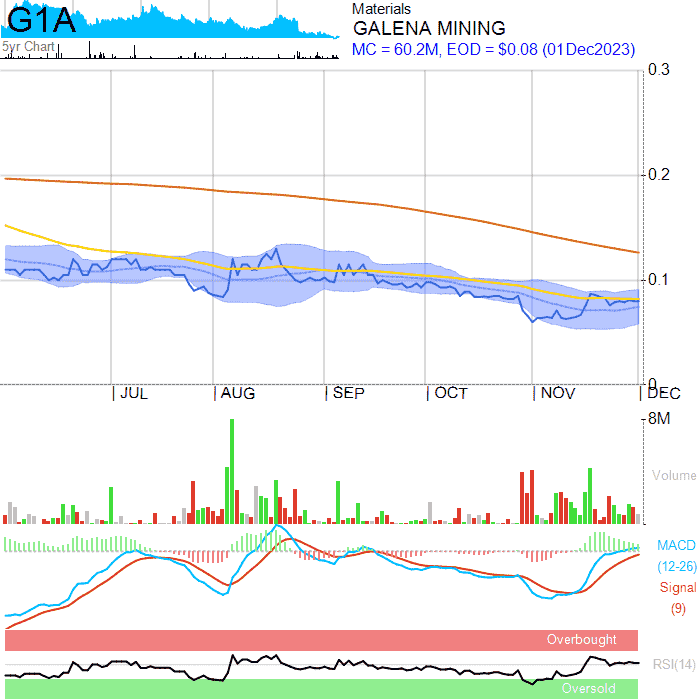 G1A
5yr Chart
Materials
GALENA MINING
MC = 60.2M, EOD = $0.08 (01Dec2023)
0.3
0.2
0.1
0
JUL AUG SEP OCT NOV DEC
8M
Volume
MACD
(12-26)
Signal
(9)
Overbought
RSI(14)
Oversold